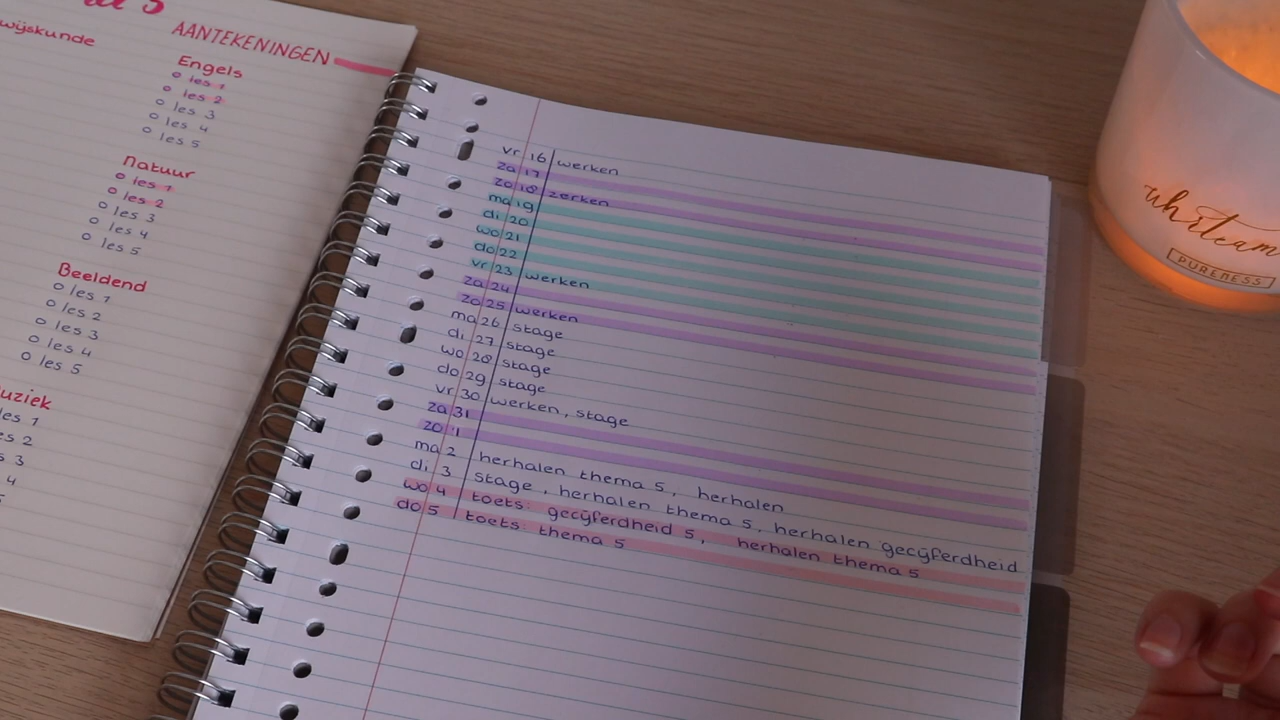 AANTEKENINGEN
wijskunde
Engels
les 1
les 2
les 3
les 4
les 5
Natuur
les 1
les 2
les 3
les 4
les 5
Beeldend
les 1
les 2
les 3
les 4
les 5
uziek
les 1
es 2
s 3
4
5
vr 16 werken
za 17
zo 18 zerken
ma 19
di 20
wo 21
do 22
vr 23 werken
za 24
zo 25 werken
ma 26 stage
di 27 stage
wo 28 stage
do 29 stage
vr 30 werken, stage
za 31
zo 1
ma 2 herhalen thema 5, herhalen
di 3 stage, herhalen thema 5, herhalen gecijferdheid
wo 4 toets: gecijferdheid 5, herhalen thema 5
do 5 toets: thema 5
whiteam
PURENESS